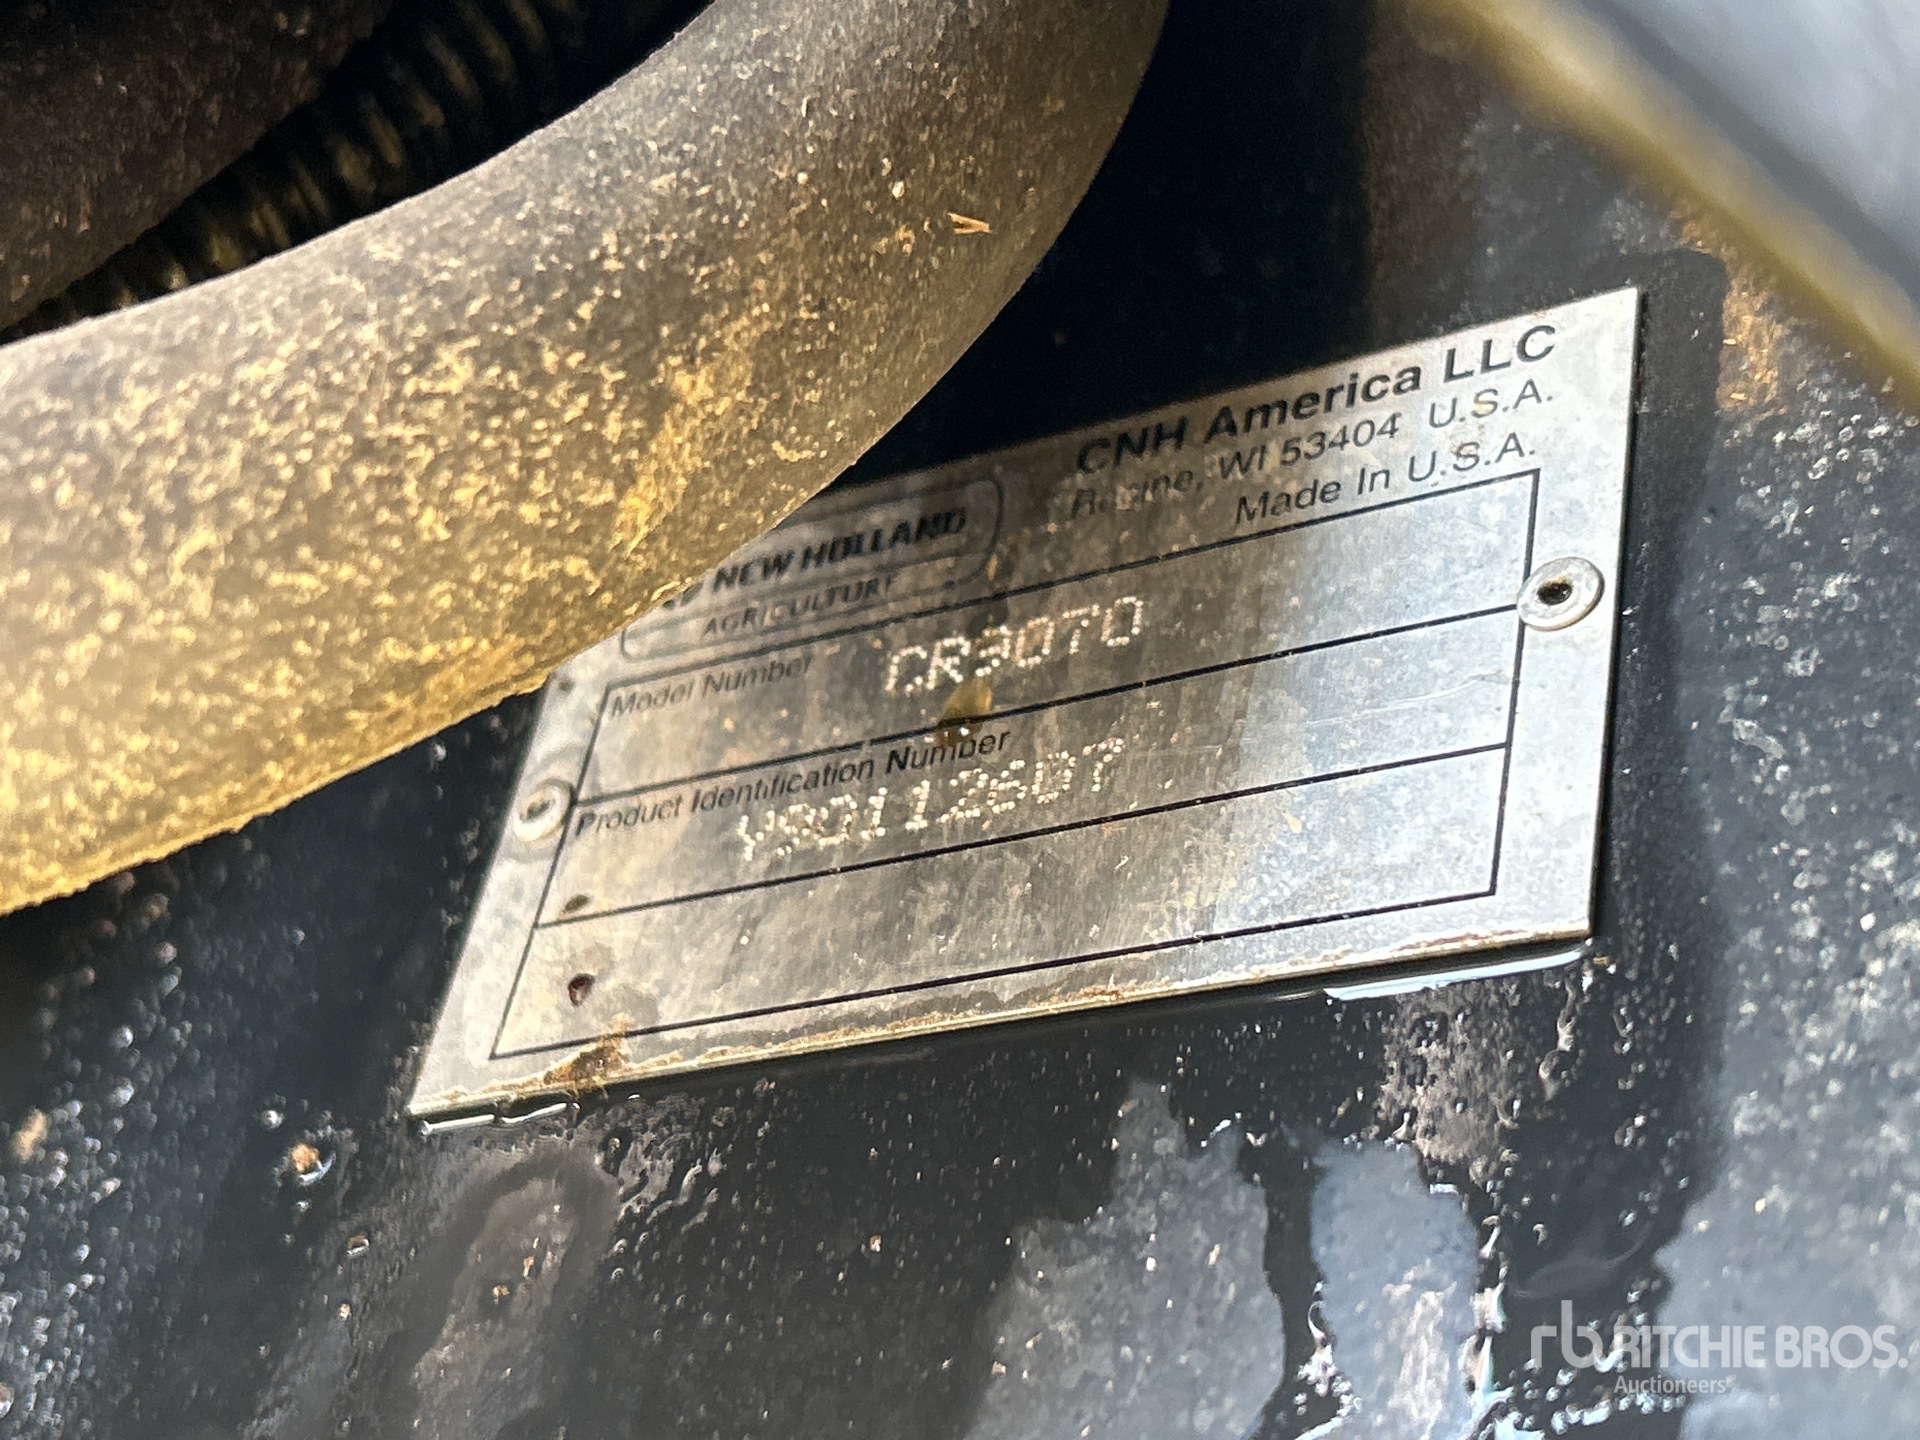 CNH America LLC
Racine, WI 53404 U.S.A.
Made In U.S.A.
NEW HOLLAND
AGRICULTURE
Model Number CR9070
Product Identification Number
RITCHIE BROS.
Auctioneers